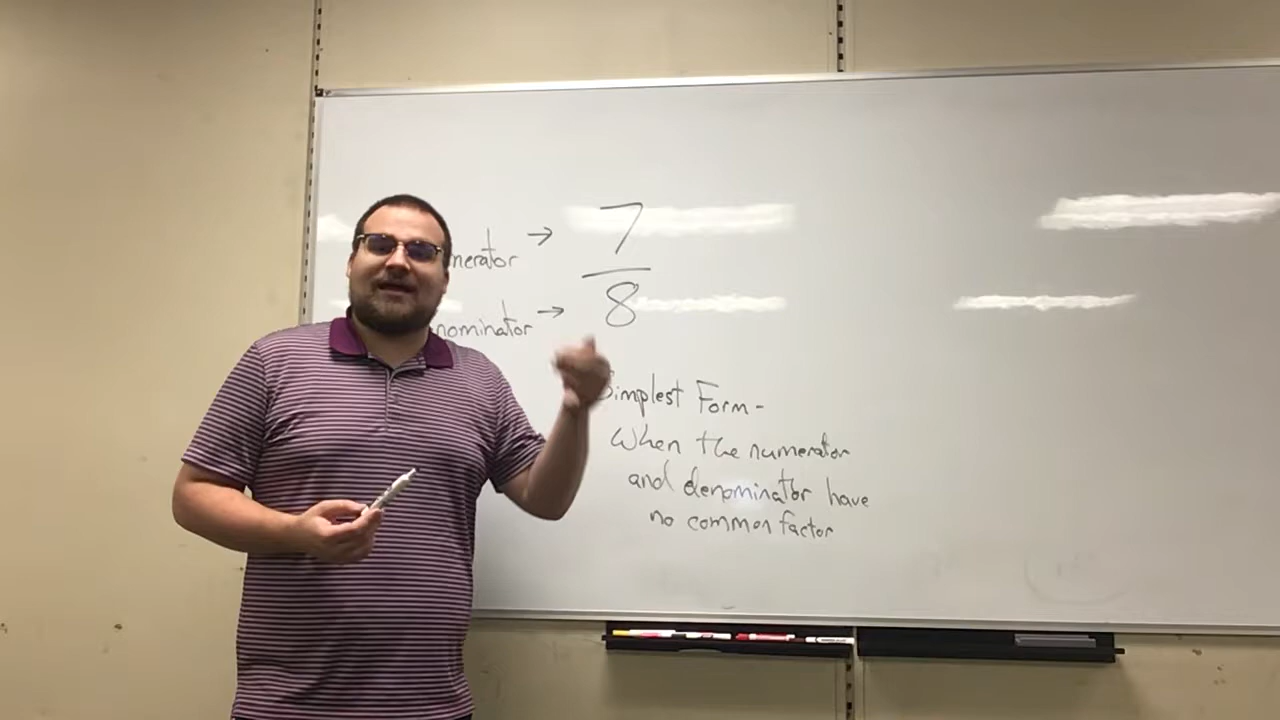 merator → 7
nominator → 8
Simplest Form -
When the numerator
and denominator have
no common factor